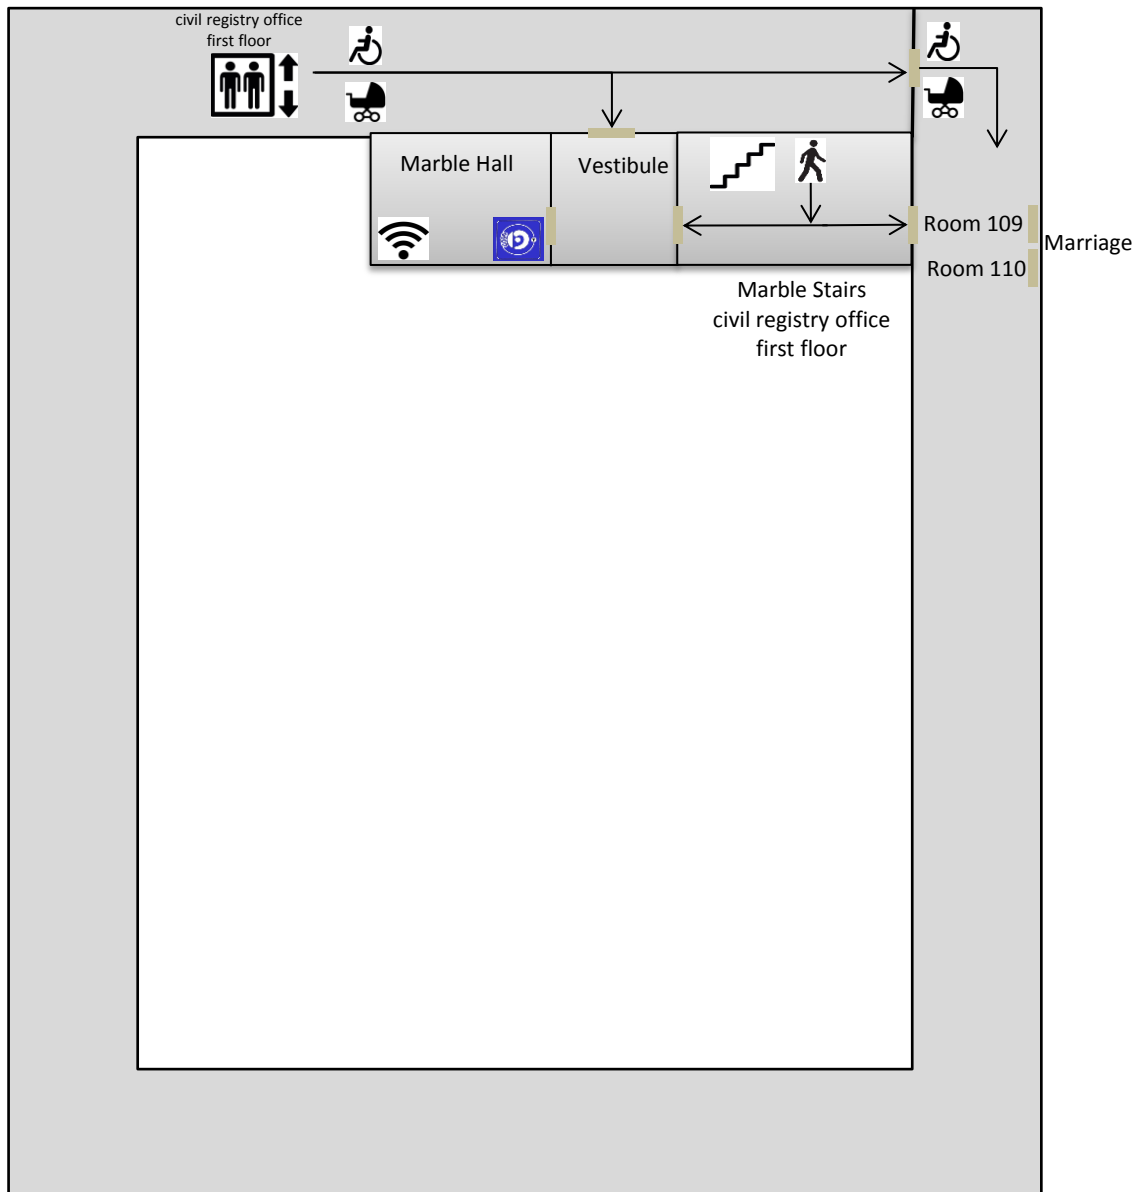 civil registry office
first floor
Marble Hall
Vestibule
Room 109
Marriage
Room 110
Marble Stairs
civil registry office
first floor